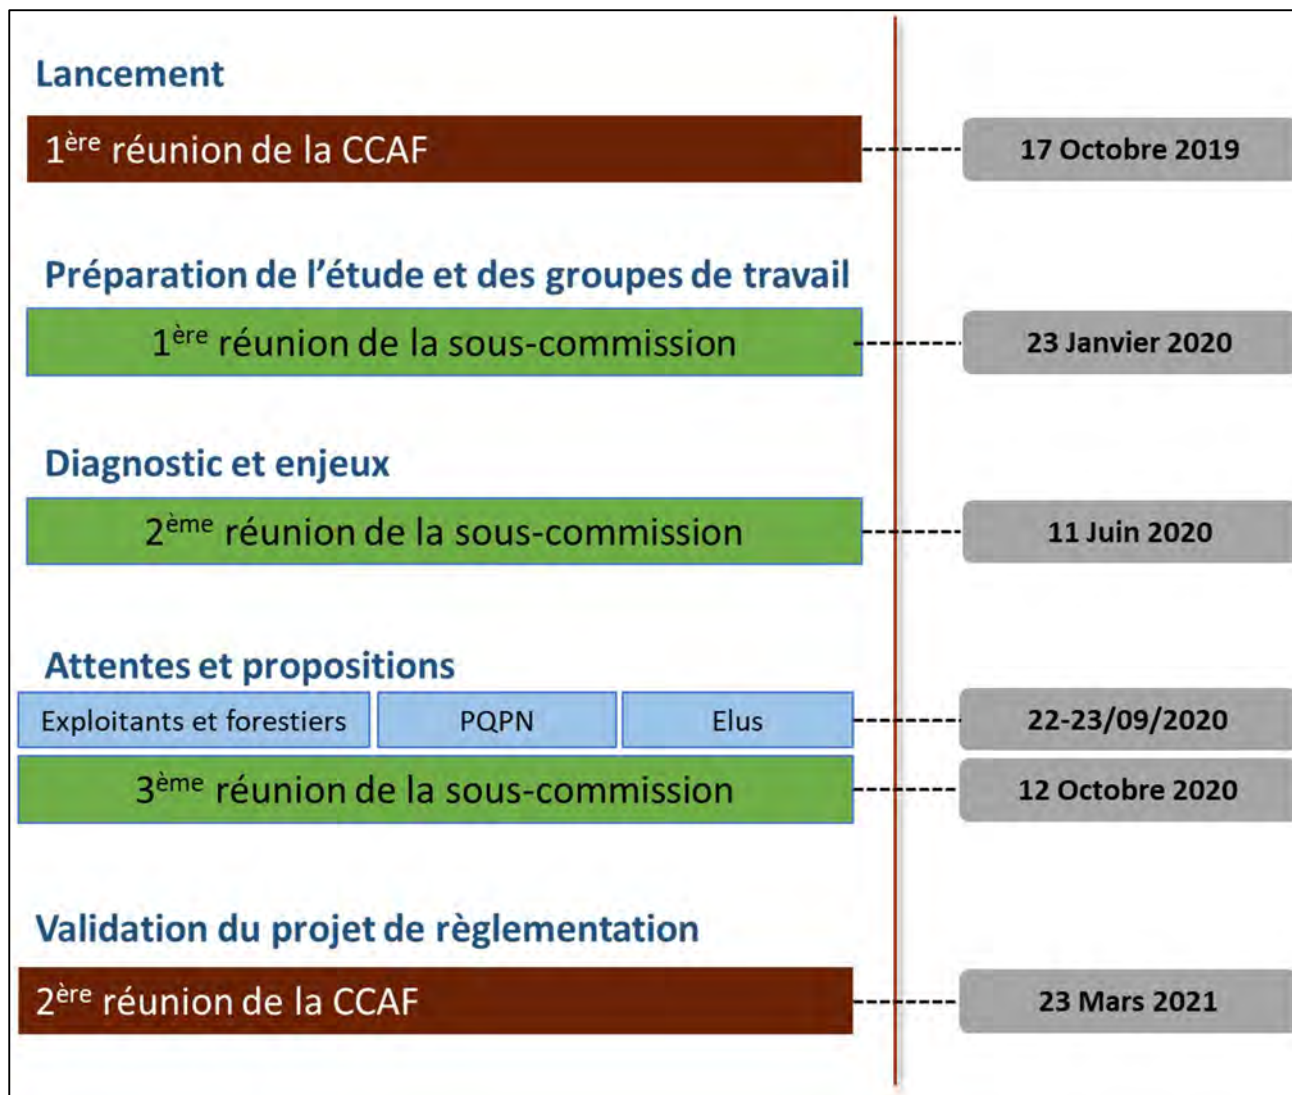 Lancement
1ère réunion de la CCAF
17 Octobre 2019
Préparation de l’étude et des groupes de travail
1ère réunion de la sous-commission
23 Janvier 2020
Diagnostic et enjeux
2ème réunion de la sous-commission
11 Juin 2020
Attentes et propositions
Exploitants et forestiers
PQPN
Elus
22-23/09/2020
3ème réunion de la sous-commission
12 Octobre 2020
Validation du projet de règlementation
2ère réunion de la CCAF
23 Mars 2021